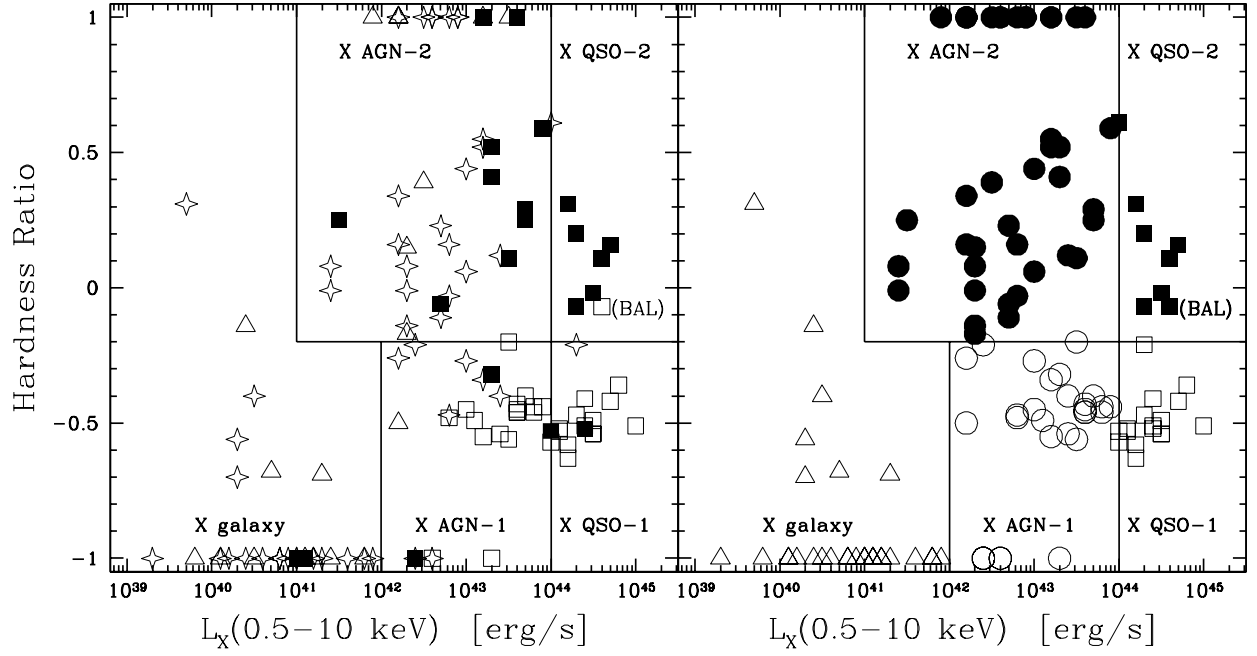 Hardness Ratio
1
0.5
0
−0.5
−1
X AGN−2
X QSO−2
(BAL)
X galaxy
X AGN−1
X QSO−1
10³⁹
10⁴⁰
10⁴¹
10⁴²
10⁴³
10⁴⁴
10⁴⁵
Lₓ(0.5−10 keV) [erg/s]
X AGN−2
X QSO−2
(BAL)
X galaxy
X AGN−1
X QSO−1
10³⁹
10⁴⁰
10⁴¹
10⁴²
10⁴³
10⁴⁴
10⁴⁵
Lₓ(0.5−10 keV) [erg/s]